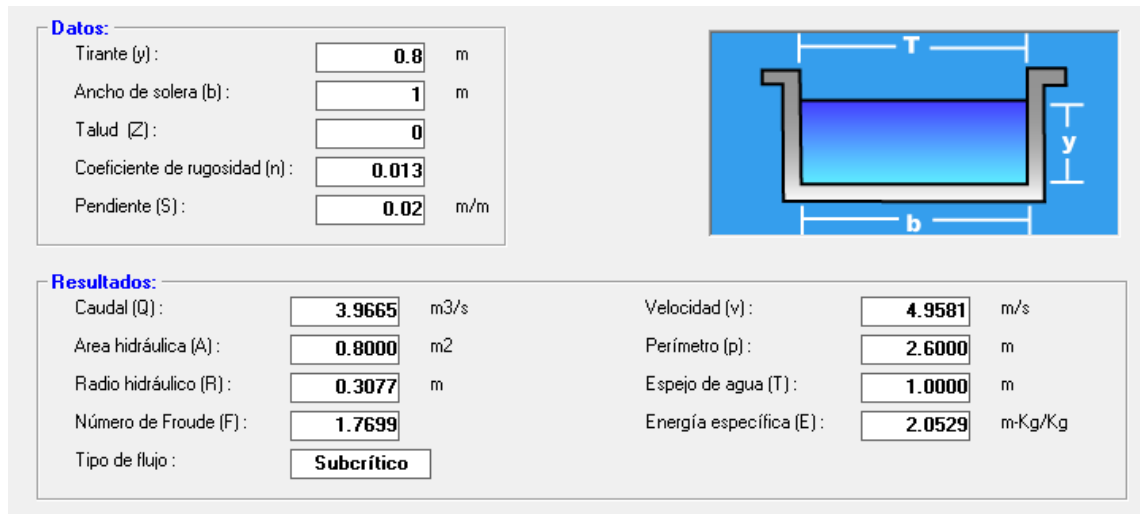 Datos:
Tirante (y) : 0.8 m
Ancho de solera (b) : 1 m
Talud (Z) : 0
Coeficiente de rugosidad (n) : 0.013
Pendiente (S) : 0.02 m/m
T
y
b
Resultados:
Caudal (Q) : 3.9665 m3/s Velocidad (v) : 4.9581 m/s
Area hidráulica (A) : 0.8000 m2 Perímetro (p) : 2.6000 m
Radio hidráulico (R) : 0.3077 m Espejo de agua (T) : 1.0000 m
Número de Froude (F) : 1.7699 Energía específica (E) : 2.0529 m-Kg/Kg
Tipo de flujo : Subcrítico